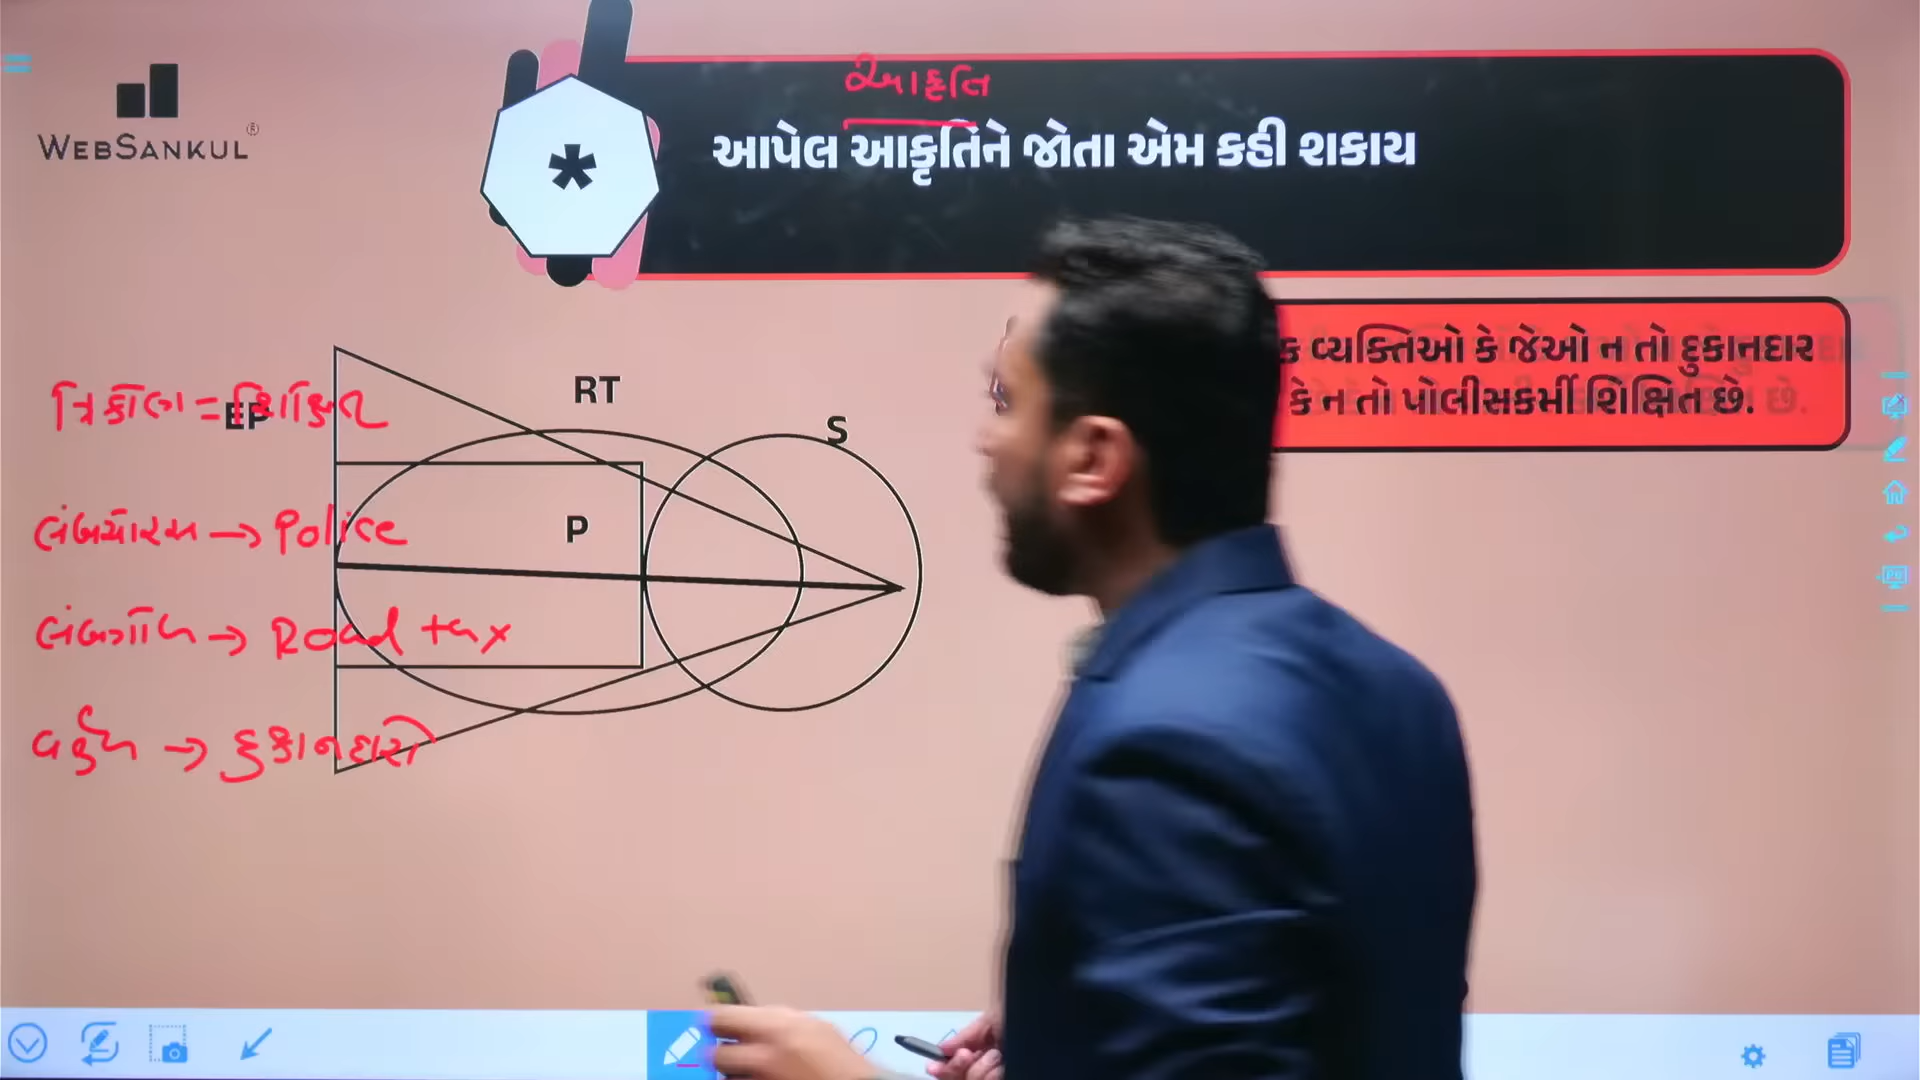 WEBSANKUL®
આકૃતિ
આપેલ આકૃતિને જોતા એમ કહી શકાય
વ્યક્તિઓ કે જેઓ ન તો દુકાનદાર
કે ન તો પોલીસકર્મી શિક્ષિત છે.
RT
S
EP
P
ત્રિકોણ = શિક્ષિત
લંબચોરસ → Police
લંબગોળ → Road tax
વર્તુળ → દુકાનદારો